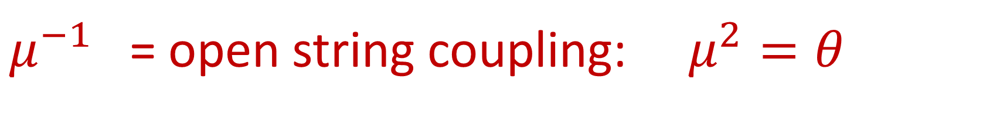 μ⁻¹ = open string coupling: μ² = θ